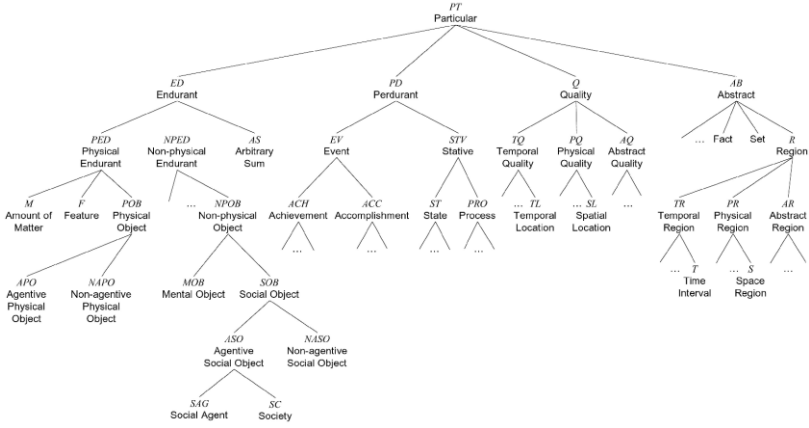 PT
Particular
ED
Endurant
PD
Perdurant
Q
Quality
AB
Abstract
PED
Physical
Endurant
NPED
Non-physical
Endurant
AS
Arbitrary
Sum
EV
Event
STV
Stative
TQ
Temporal
Quality
PQ
Physical
Quality
AQ
Abstract
Quality
... Fact Set
R
Region
M
Amount of
Matter
F
Feature
POB
Physical
Object
...
NPOB
Non-physical
Object
ACH
Achievement
...
ACC
Accomplishment
...
ST
State
...
PRO
Process
...
... TL
Temporal
Location
... SL
Spatial
Location
...
TR
Temporal
Region
PR
Physical
Region
AR
Abstract
Region
APO
Agentive
Physical
Object
NAPO
Non-agentive
Physical
Object
MOB
Mental Object
SOB
Social Object
... T
Time
Interval
... S
Space
Region
...
ASO
Agentive
Social Object
NASO
Non-agentive
Social Object
SAG
Social Agent
SC
Society